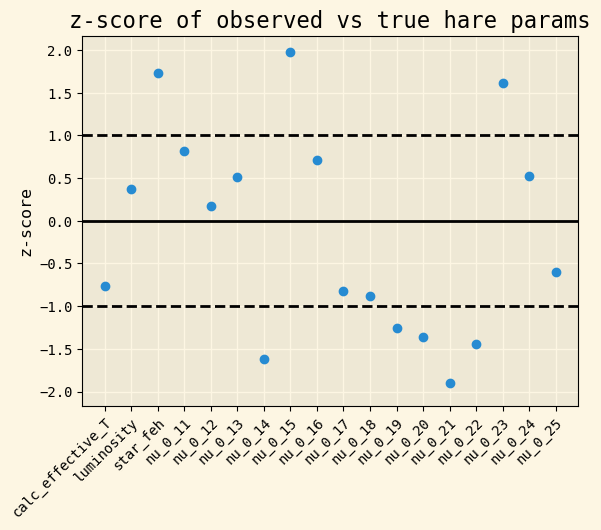 z-score of observed vs true hare params
2.0
1.5
1.0
0.5
0.0
−0.5
−1.0
−1.5
−2.0
z-score
calc_effective_T
luminosity
star_feh
nu_0_11
nu_0_12
nu_0_13
nu_0_14
nu_0_15
nu_0_16
nu_0_17
nu_0_18
nu_0_19
nu_0_20
nu_0_21
nu_0_22
nu_0_23
nu_0_24
nu_0_25